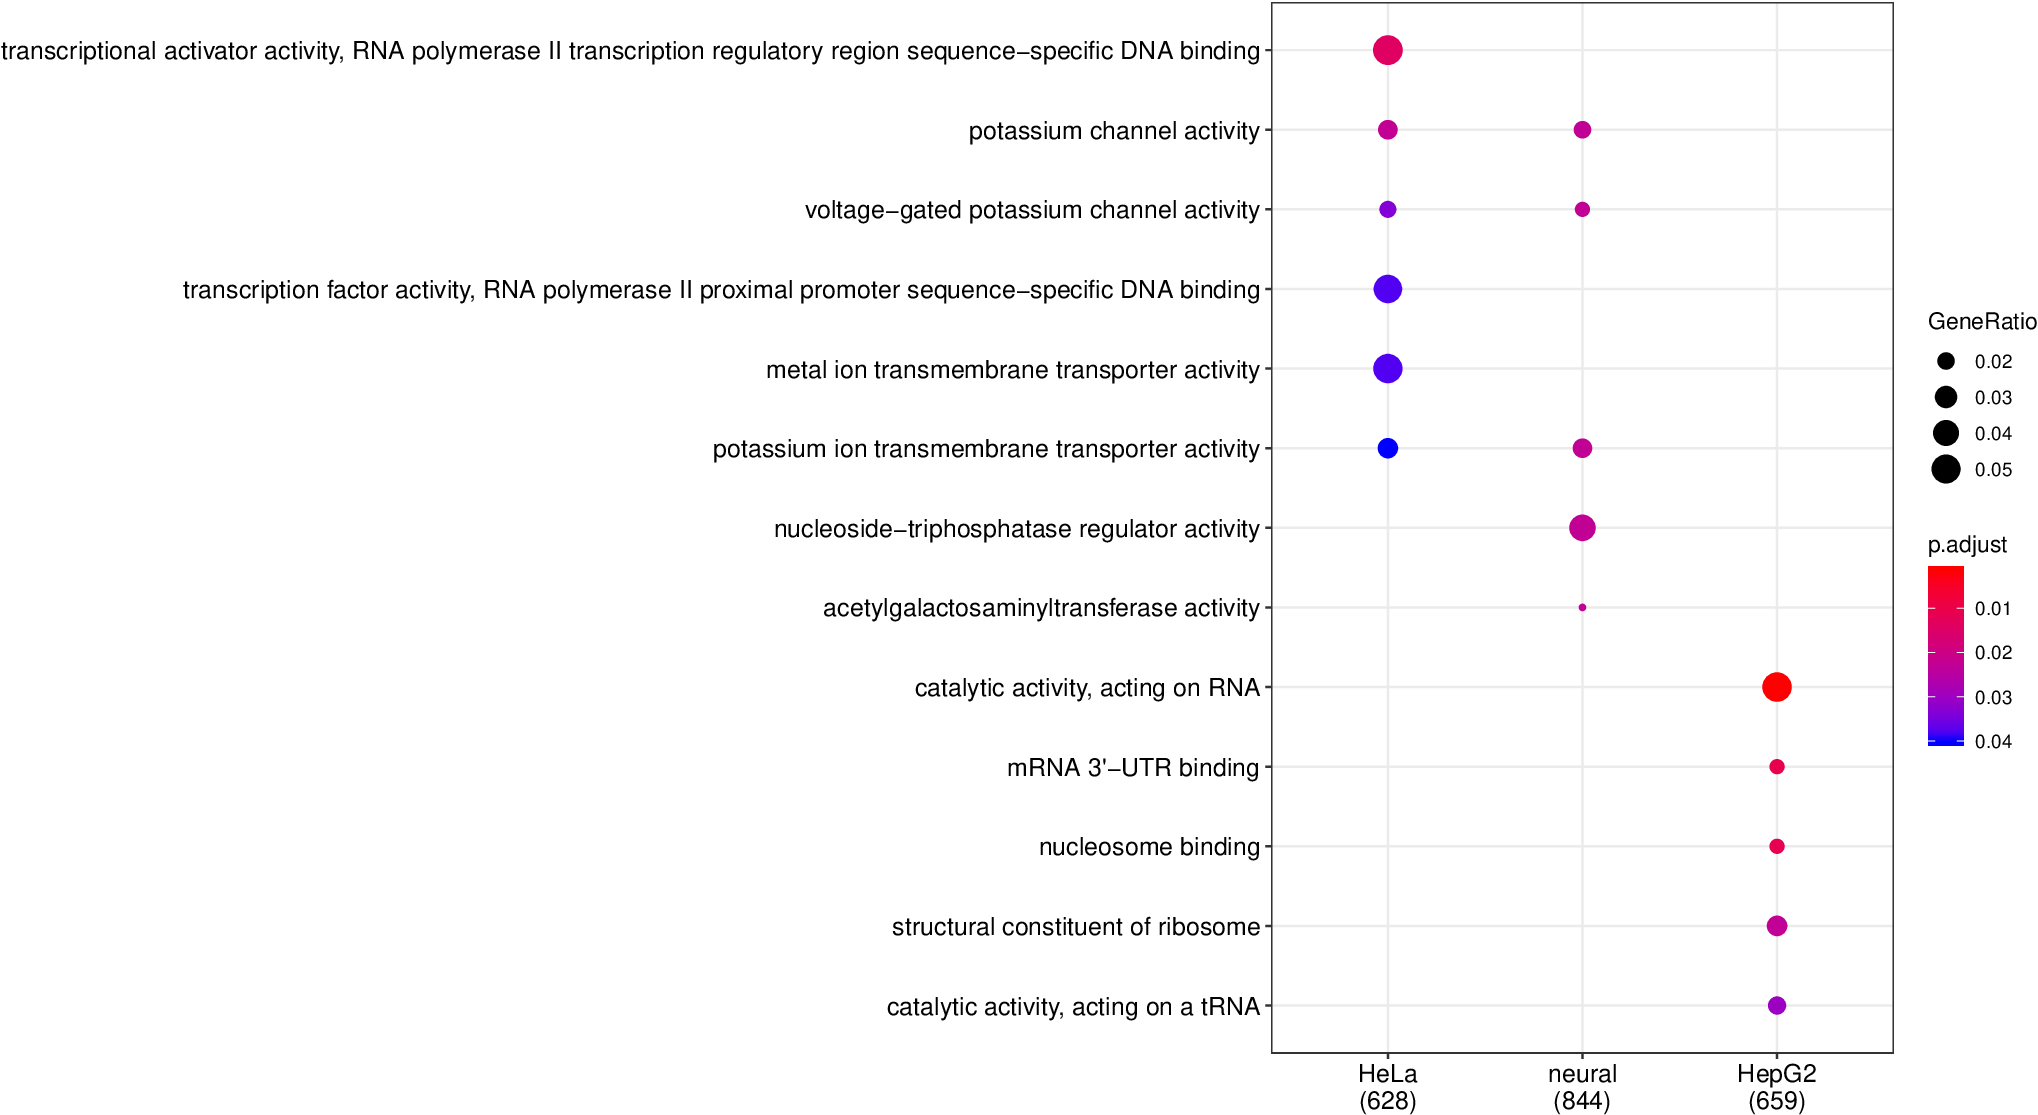 transcriptional activator activity, RNA polymerase II transcription regulatory region sequence−specific DNA binding
potassium channel activity
voltage−gated potassium channel activity
transcription factor activity, RNA polymerase II proximal promoter sequence−specific DNA binding
metal ion transmembrane transporter activity
potassium ion transmembrane transporter activity
nucleoside−triphosphatase regulator activity
acetylgalactosaminyltransferase activity
catalytic activity, acting on RNA
mRNA 3'−UTR binding
nucleosome binding
structural constituent of ribosome
catalytic activity, acting on a tRNA
HeLa
(628)
neural
(844)
HepG2
(659)
GeneRatio
0.02
0.03
0.04
0.05
p.adjust
0.01
0.02
0.03
0.04